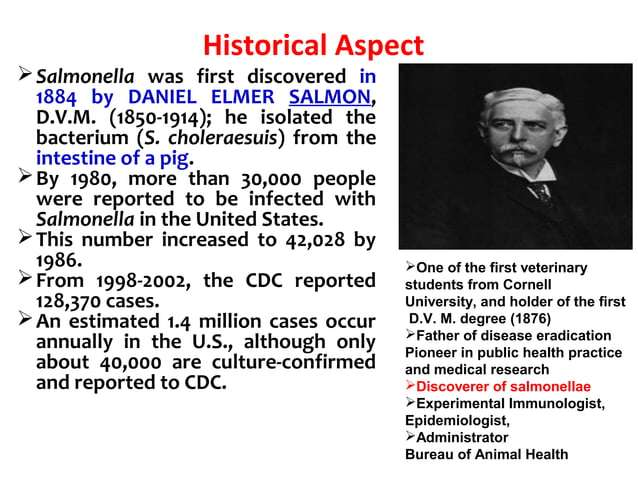 Historical Aspect
➢Salmonella was first discovered in
1884 by DANIEL ELMER SALMON,
D.V.M. (1850-1914); he isolated the
bacterium (S. choleraesuis) from the
intestine of a pig.
➢By 1980, more than 30,000 people
were reported to be infected with
Salmonella in the United States.
➢This number increased to 42,028 by
1986.
➢From 1998-2002, the CDC reported
128,370 cases.
➢An estimated 1.4 million cases occur
annually in the U.S., although only
about 40,000 are culture-confirmed
and reported to CDC.
➢One of the first veterinary
students from Cornell
University, and holder of the first
D.V. M. degree (1876)
➢Father of disease eradication
Pioneer in public health practice
and medical research
➢Discoverer of salmonellae
➢Experimental Immunologist,
Epidemiologist,
➢Administrator
Bureau of Animal Health